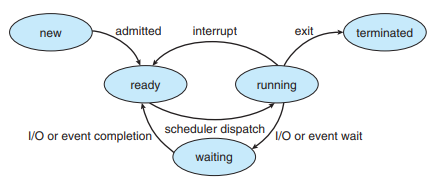 new
admitted
interrupt
exit
terminated
ready
running
scheduler dispatch
I/O or event completion
I/O or event wait
waiting